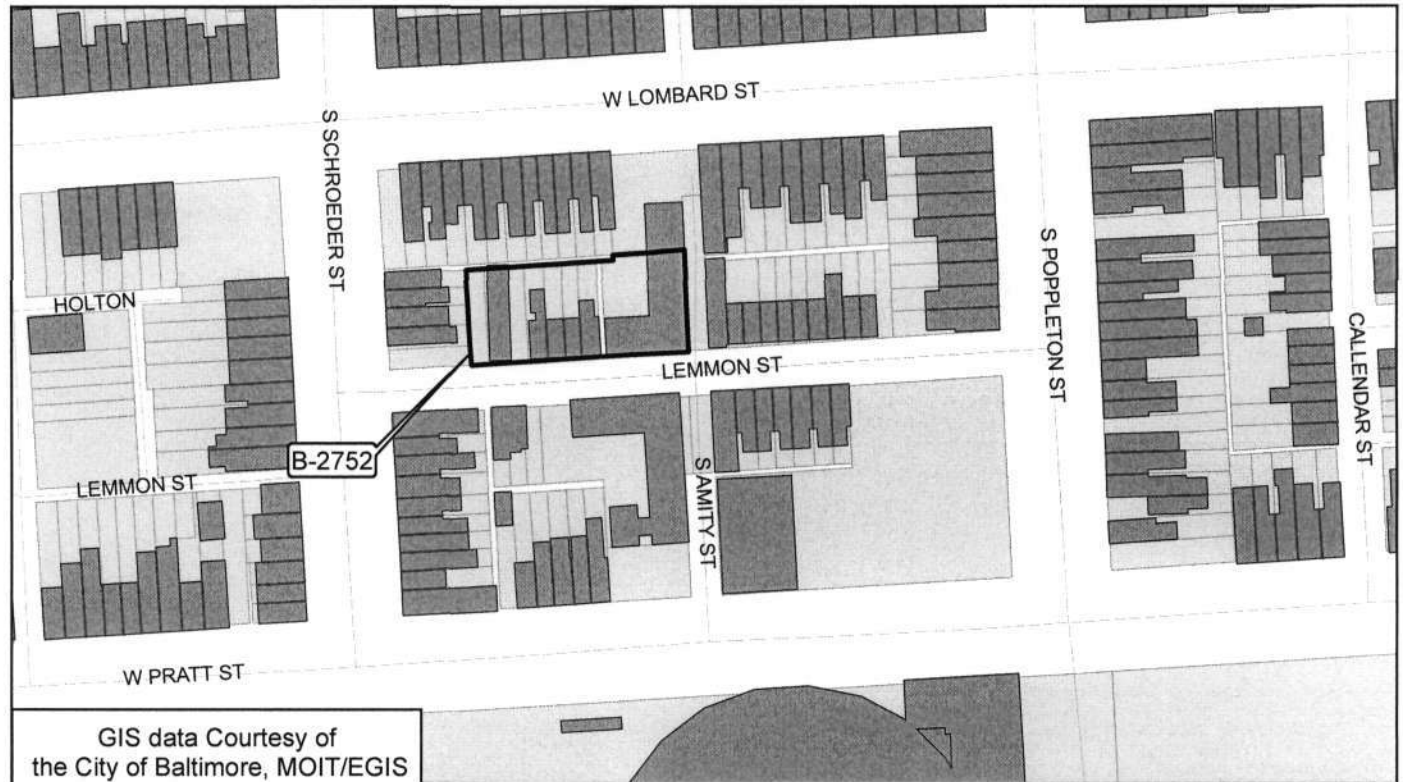 W LOMBARD ST
S SCHROEDER ST
S POPPLETON ST
HOLTON
CALLENDAR ST
LEMMON ST
B-2752
LEMMON ST
S AMITY ST
W PRATT ST
GIS data Courtesy of
the City of Baltimore, MOIT/EGIS